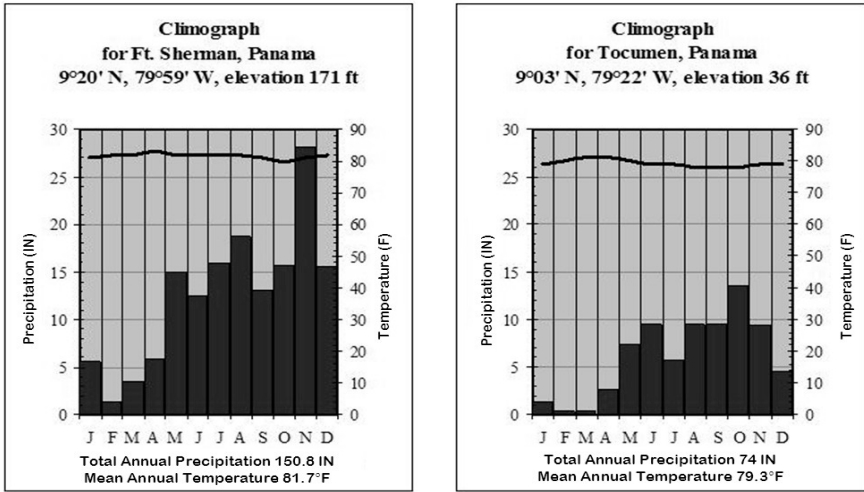 Climograph
for Ft. Sherman, Panama
9°20' N, 79°59' W, elevation 171 ft
30
25
20
15
10
5
0
Precipitation (IN)
90
80
70
60
50
40
30
20
10
0
Temperature (F)
J F M A M J J A S O N D
Total Annual Precipitation 150.8 IN
Mean Annual Temperature 81.7°F
Climograph
for Tocumen, Panama
9°03' N, 79°22' W, elevation 36 ft
30
25
20
15
10
5
0
Precipitation (IN)
90
80
70
60
50
40
30
20
10
0
Temperature (F)
J F M A M J J A S O N D
Total Annual Precipitation 74 IN
Mean Annual Temperature 79.3°F